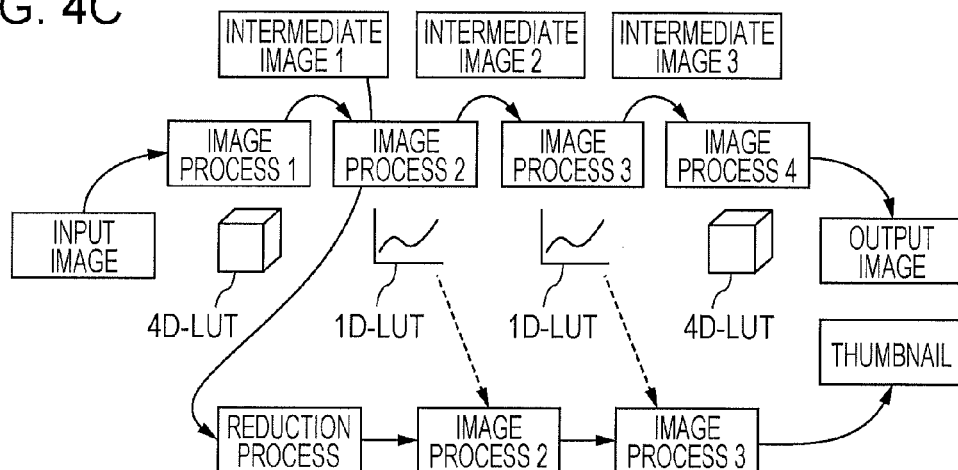 G. 4C
INTERMEDIATE
IMAGE 1
INTERMEDIATE
IMAGE 2
INTERMEDIATE
IMAGE 3
IMAGE
PROCESS 1
IMAGE
PROCESS 2
IMAGE
PROCESS 3
IMAGE
PROCESS 4
INPUT
IMAGE
OUTPUT
IMAGE
4D-LUT
1D-LUT
1D-LUT
4D-LUT
THUMBNAIL
REDUCTION
PROCESS
IMAGE
PROCESS 2
IMAGE
PROCESS 3